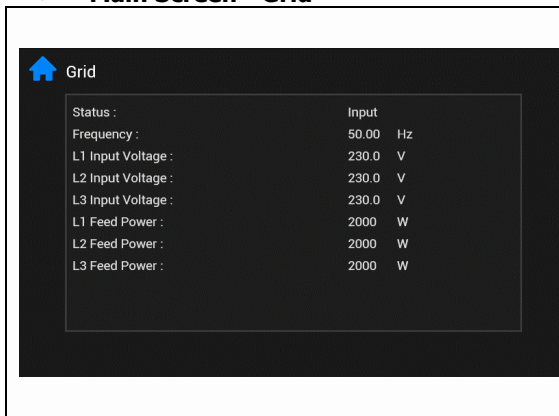 Main Screen - Grid
Grid
Status : Input
Frequency : 50.00 Hz
L1 Input Voltage : 230.0 V
L2 Input Voltage : 230.0 V
L3 Input Voltage : 230.0 V
L1 Feed Power : 2000 W
L2 Feed Power : 2000 W
L3 Feed Power : 2000 W